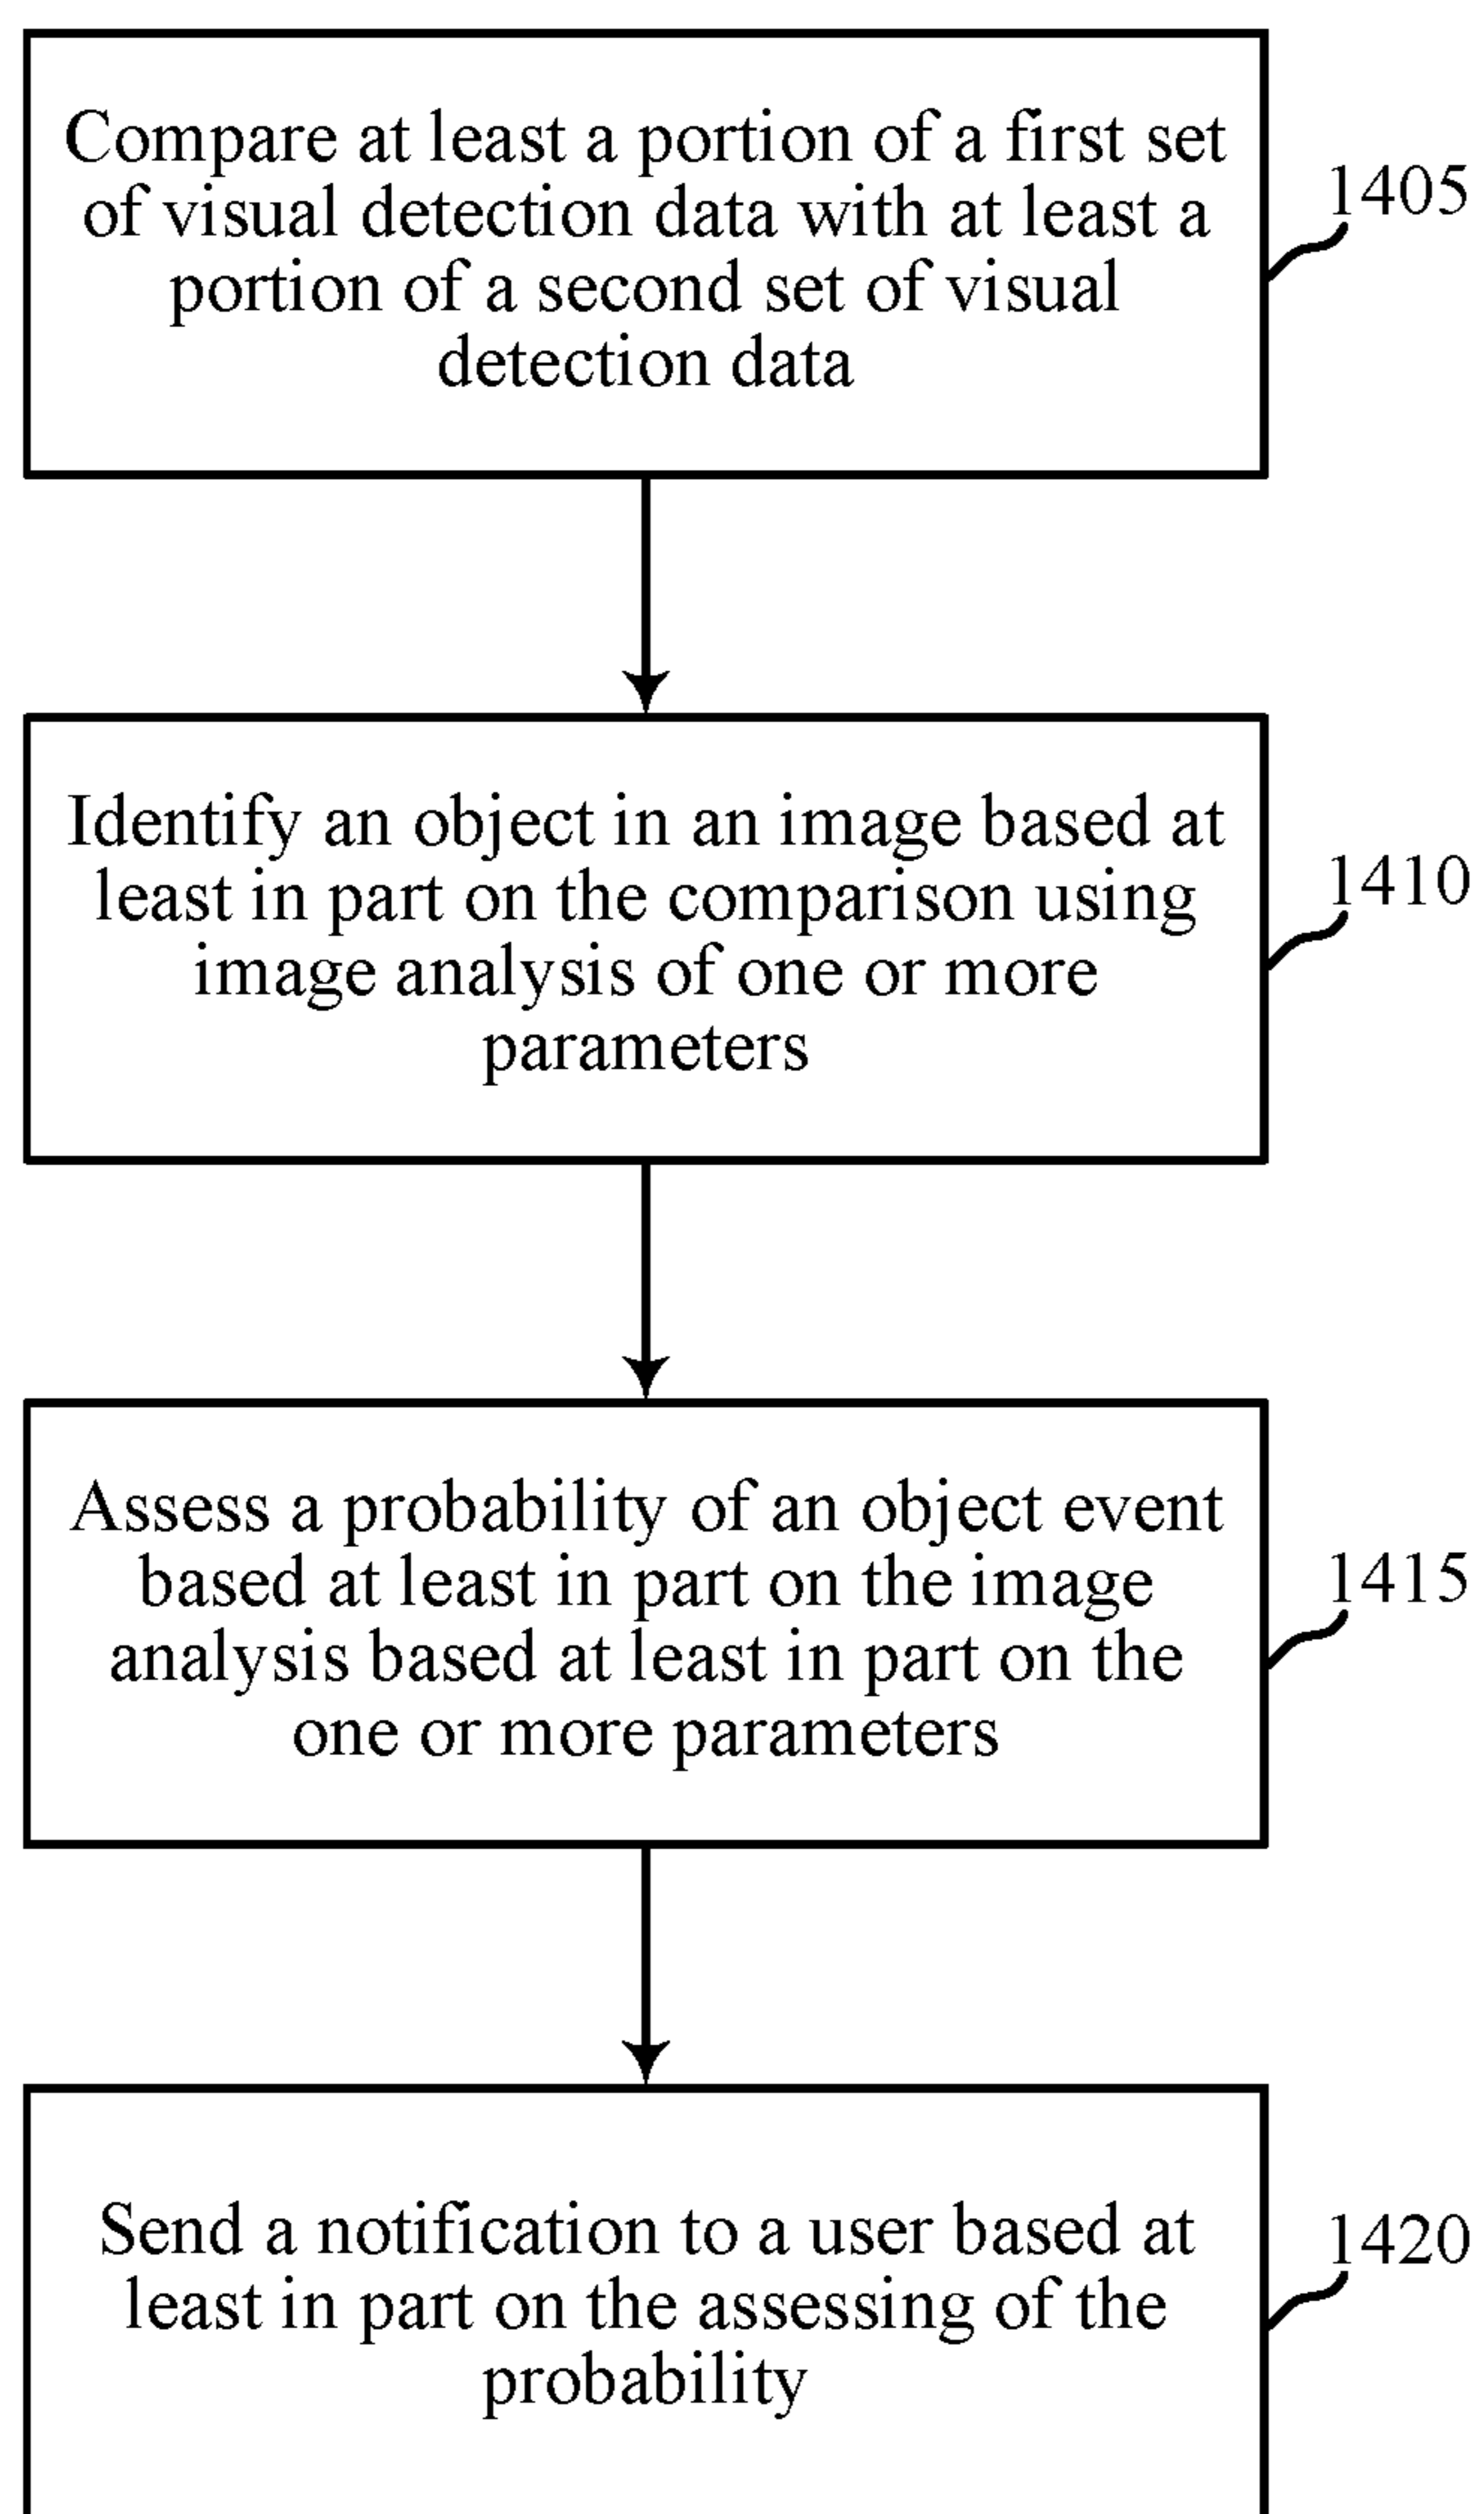 Compare at least a portion of a first set
of visual detection data with at least a
portion of a second set of visual
detection data
1405
Identify an object in an image based at
least in part on the comparison using
image analysis of one or more
parameters
1410
Assess a probability of an object event
based at least in part on the image
analysis based at least in part on the
one or more parameters
1415
Send a notification to a user based at
least in part on the assessing of the
probability
1420